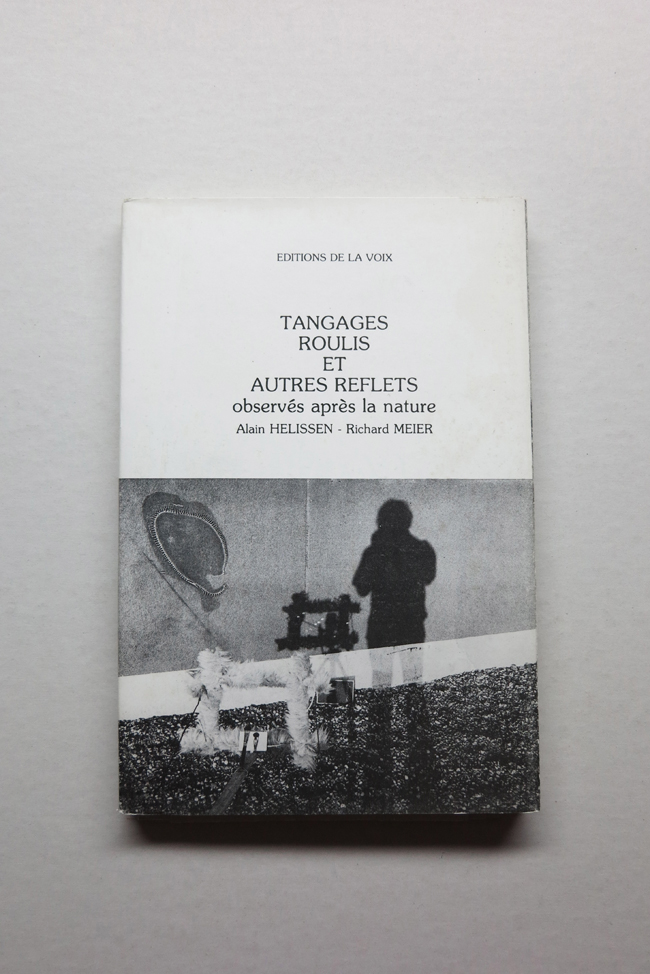 EDITIONS DE LA VOIX
TANGAGES
ROULIS
ET
AUTRES REFLETS
observés après la nature
Alain HELISSEN - Richard MEIER